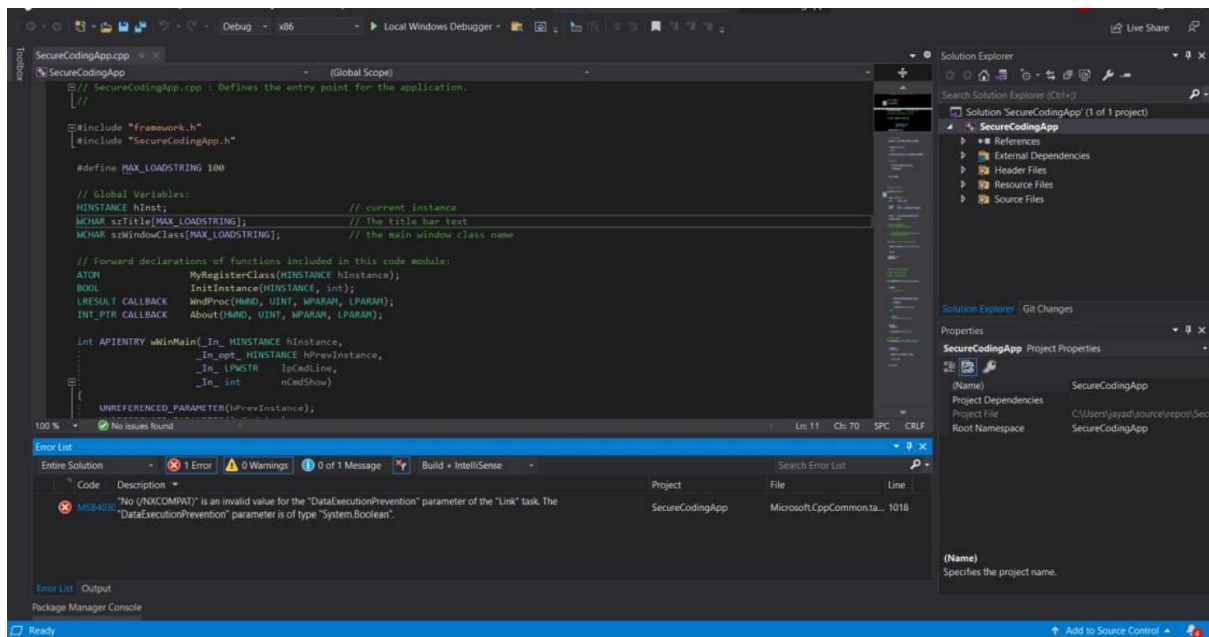 Debug
x86
Local Windows Debugger
Live Share
Toolbox
SecureCodingApp.cpp
SecureCodingApp
(Global Scope)
// SecureCodingApp.cpp : Defines the entry point for the application.
//
#include "framework.h"
#include "SecureCodingApp.h"
#define MAX_LOADSTRING 100
// Global Variables:
HINSTANCE hInst; // current instance
WCHAR szTitle[MAX_LOADSTRING]; // The title bar text
WCHAR szWindowClass[MAX_LOADSTRING]; // the main window class name
// Forward declarations of functions included in this code module:
ATOM MyRegisterClass(HINSTANCE hInstance);
BOOL InitInstance(HINSTANCE, int);
LRESULT CALLBACK WndProc(HWND, UINT, WPARAM, LPARAM);
INT_PTR CALLBACK About(HWND, UINT, WPARAM, LPARAM);
int APIENTRY wWinMain(_In_ HINSTANCE hInstance,
_In_opt_ HINSTANCE hPrevInstance,
_In_ LPWSTR lpCmdLine,
_In_ int nCmdShow)
{
UNREFERENCED_PARAMETER(hPrevInstance);
100 %
No issues found
Ln: 11 Ch: 70 SPC CRLF
Error List
Entire Solution
1 Error
0 Warnings
0 of 1 Message
Build + IntelliSense
Search Error List
Code Description Project File Line
MSB4030 "No (/NXCOMPAT)" is an invalid value for the "DataExecutionPrevention" parameter of the "Link" task. The
"DataExecutionPrevention" parameter is of type "System.Boolean".
SecureCodingApp
Microsoft.CppCommon.ta... 1018
Error List Output
Package Manager Console
Solution Explorer
Search Solution Explorer (Ctrl+;)
Solution 'SecureCodingApp' (1 of 1 project)
SecureCodingApp
References
External Dependencies
Header Files
Resource Files
Source Files
Solution Explorer Git Changes
Properties
SecureCodingApp Project Properties
(Name) SecureCodingApp
Project Dependencies
Project File C:\Users\jayad\source\repos\Sec
Root Namespace SecureCodingApp
(Name)
Specifies the project name.
Ready
Add to Source Control